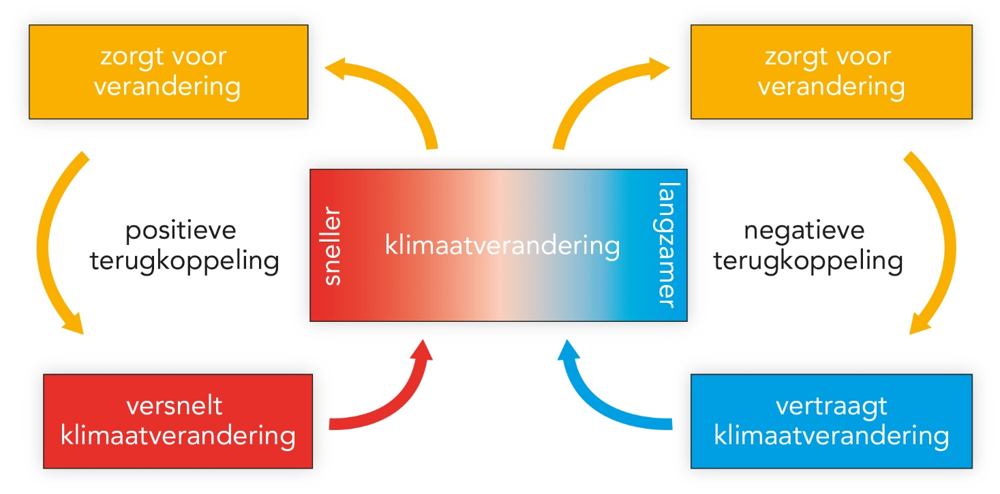 zorgt voor
verandering
zorgt voor
verandering
positieve
terugkoppeling
sneller
klimaatverandering
langzamer
negatieve
terugkoppeling
versnelt
klimaatverandering
vertraagt
klimaatverandering